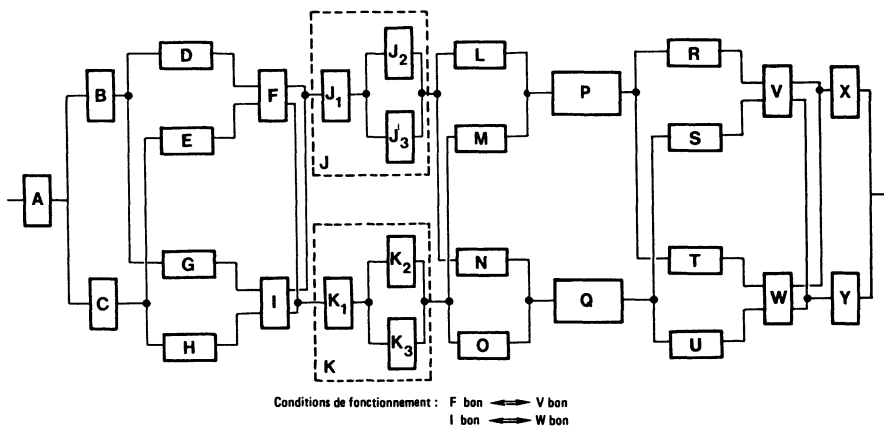 D J₂ L R
B F J₁ P V X
E J₃ M S
J
A
G K₂ N T
C I K₁ Q W Y
H K₃ O U
K
Conditions de fonctionnement : F bon ⟺ V bon
I bon ⟺ W bon